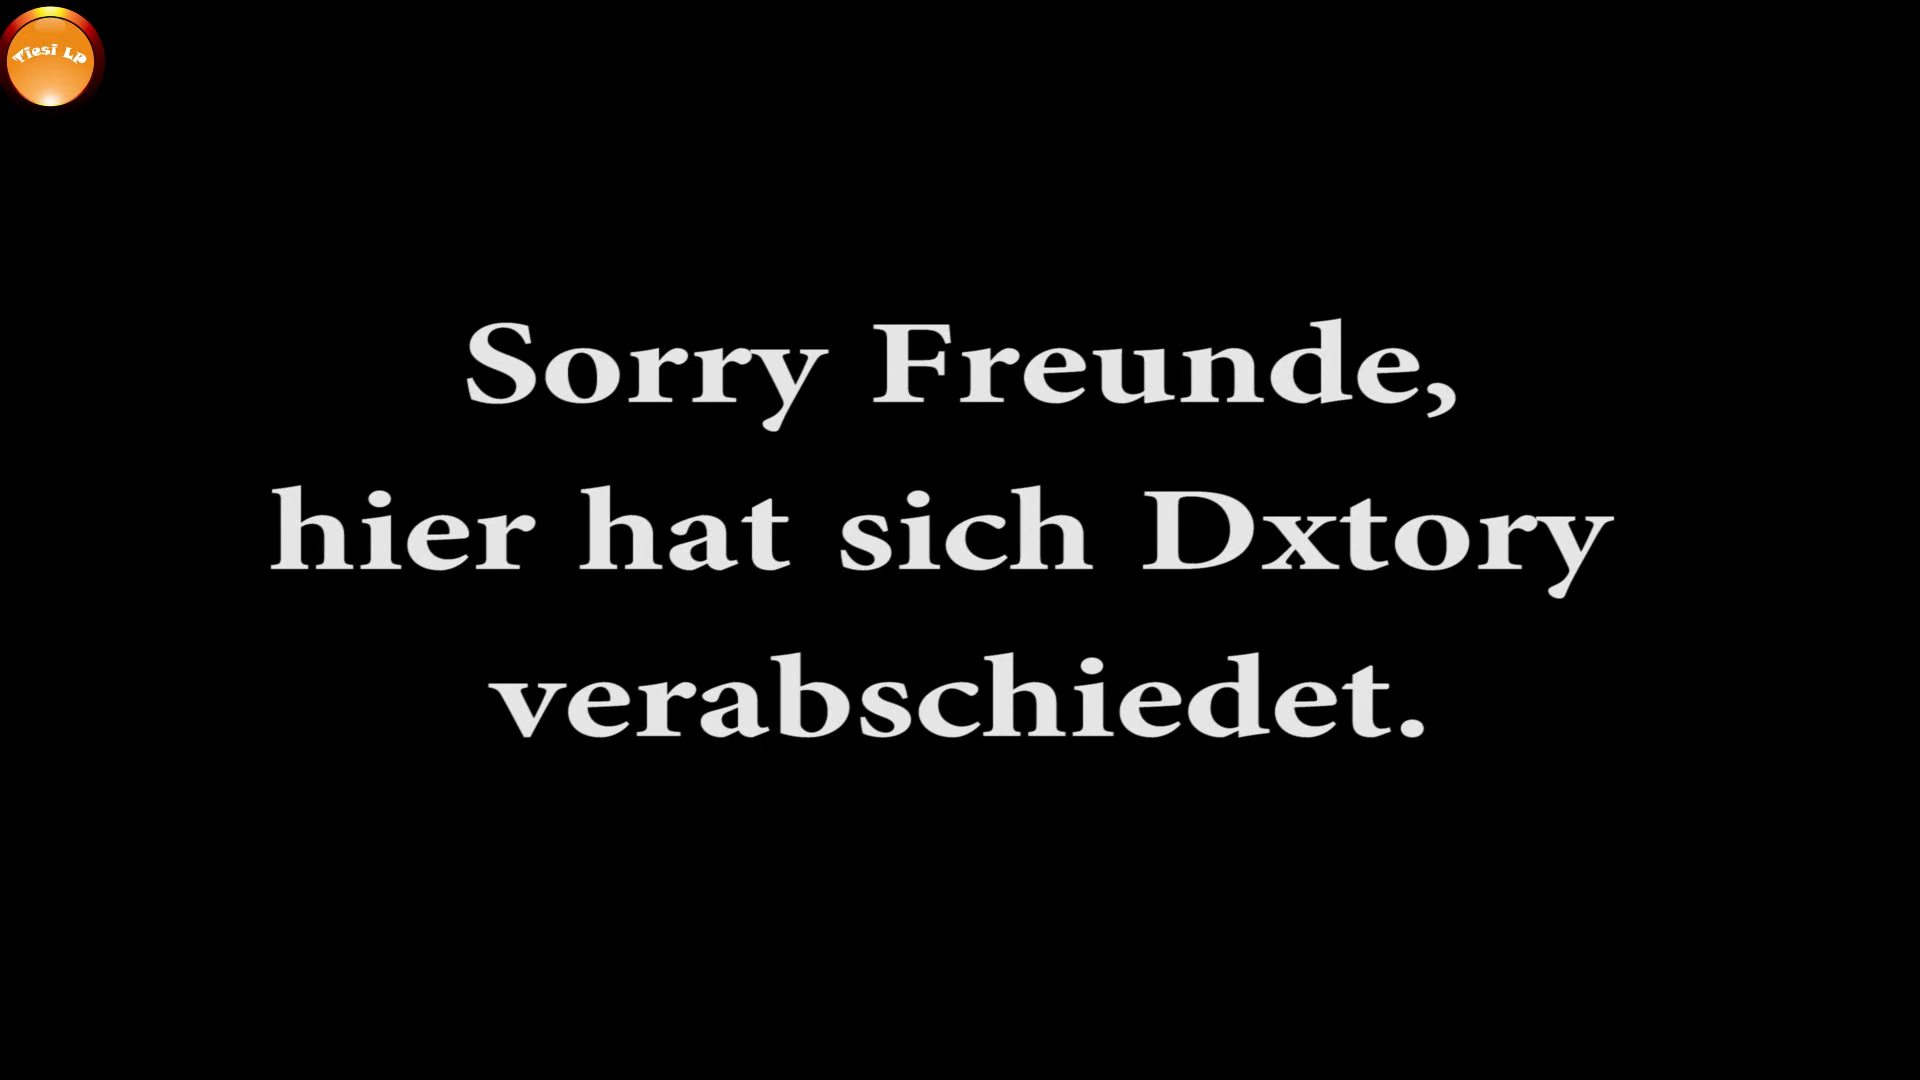 Tiesi Lp
Sorry Freunde,
hier hat sich Dxtory
verabschiedet.